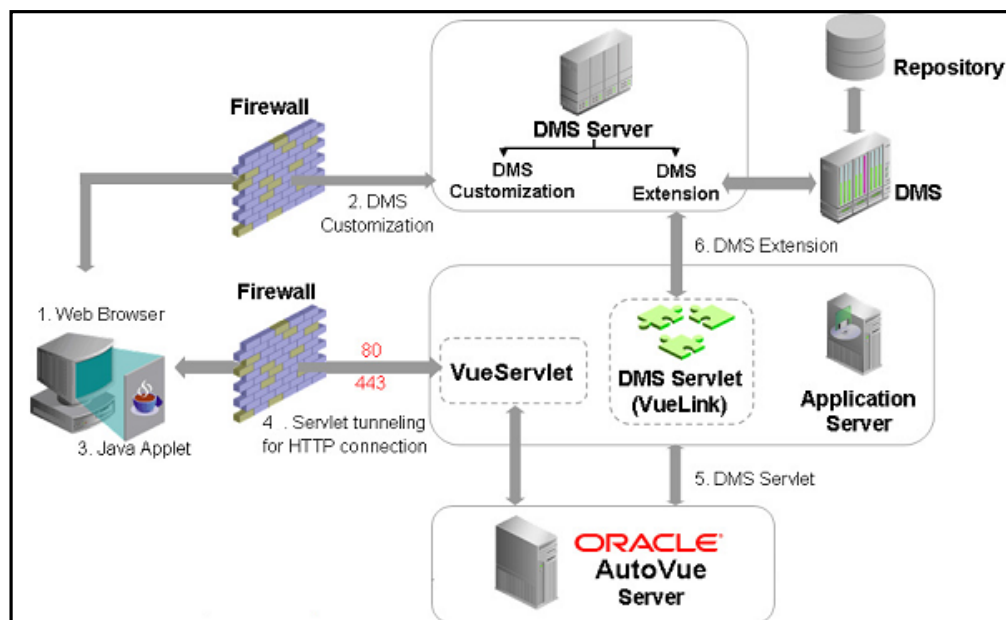 Firewall
DMS Server
DMS
Customization
DMS
Extension
Repository
DMS
2. DMS
Customization
6. DMS Extension
1. Web Browser
Firewall
80
443
VueServlet
DMS Servlet
(VueLink)
Application
Server
3. Java Applet
4 . Servlet tunneling
for HTTP connection
5. DMS Servlet
ORACLE®
AutoVue
Server